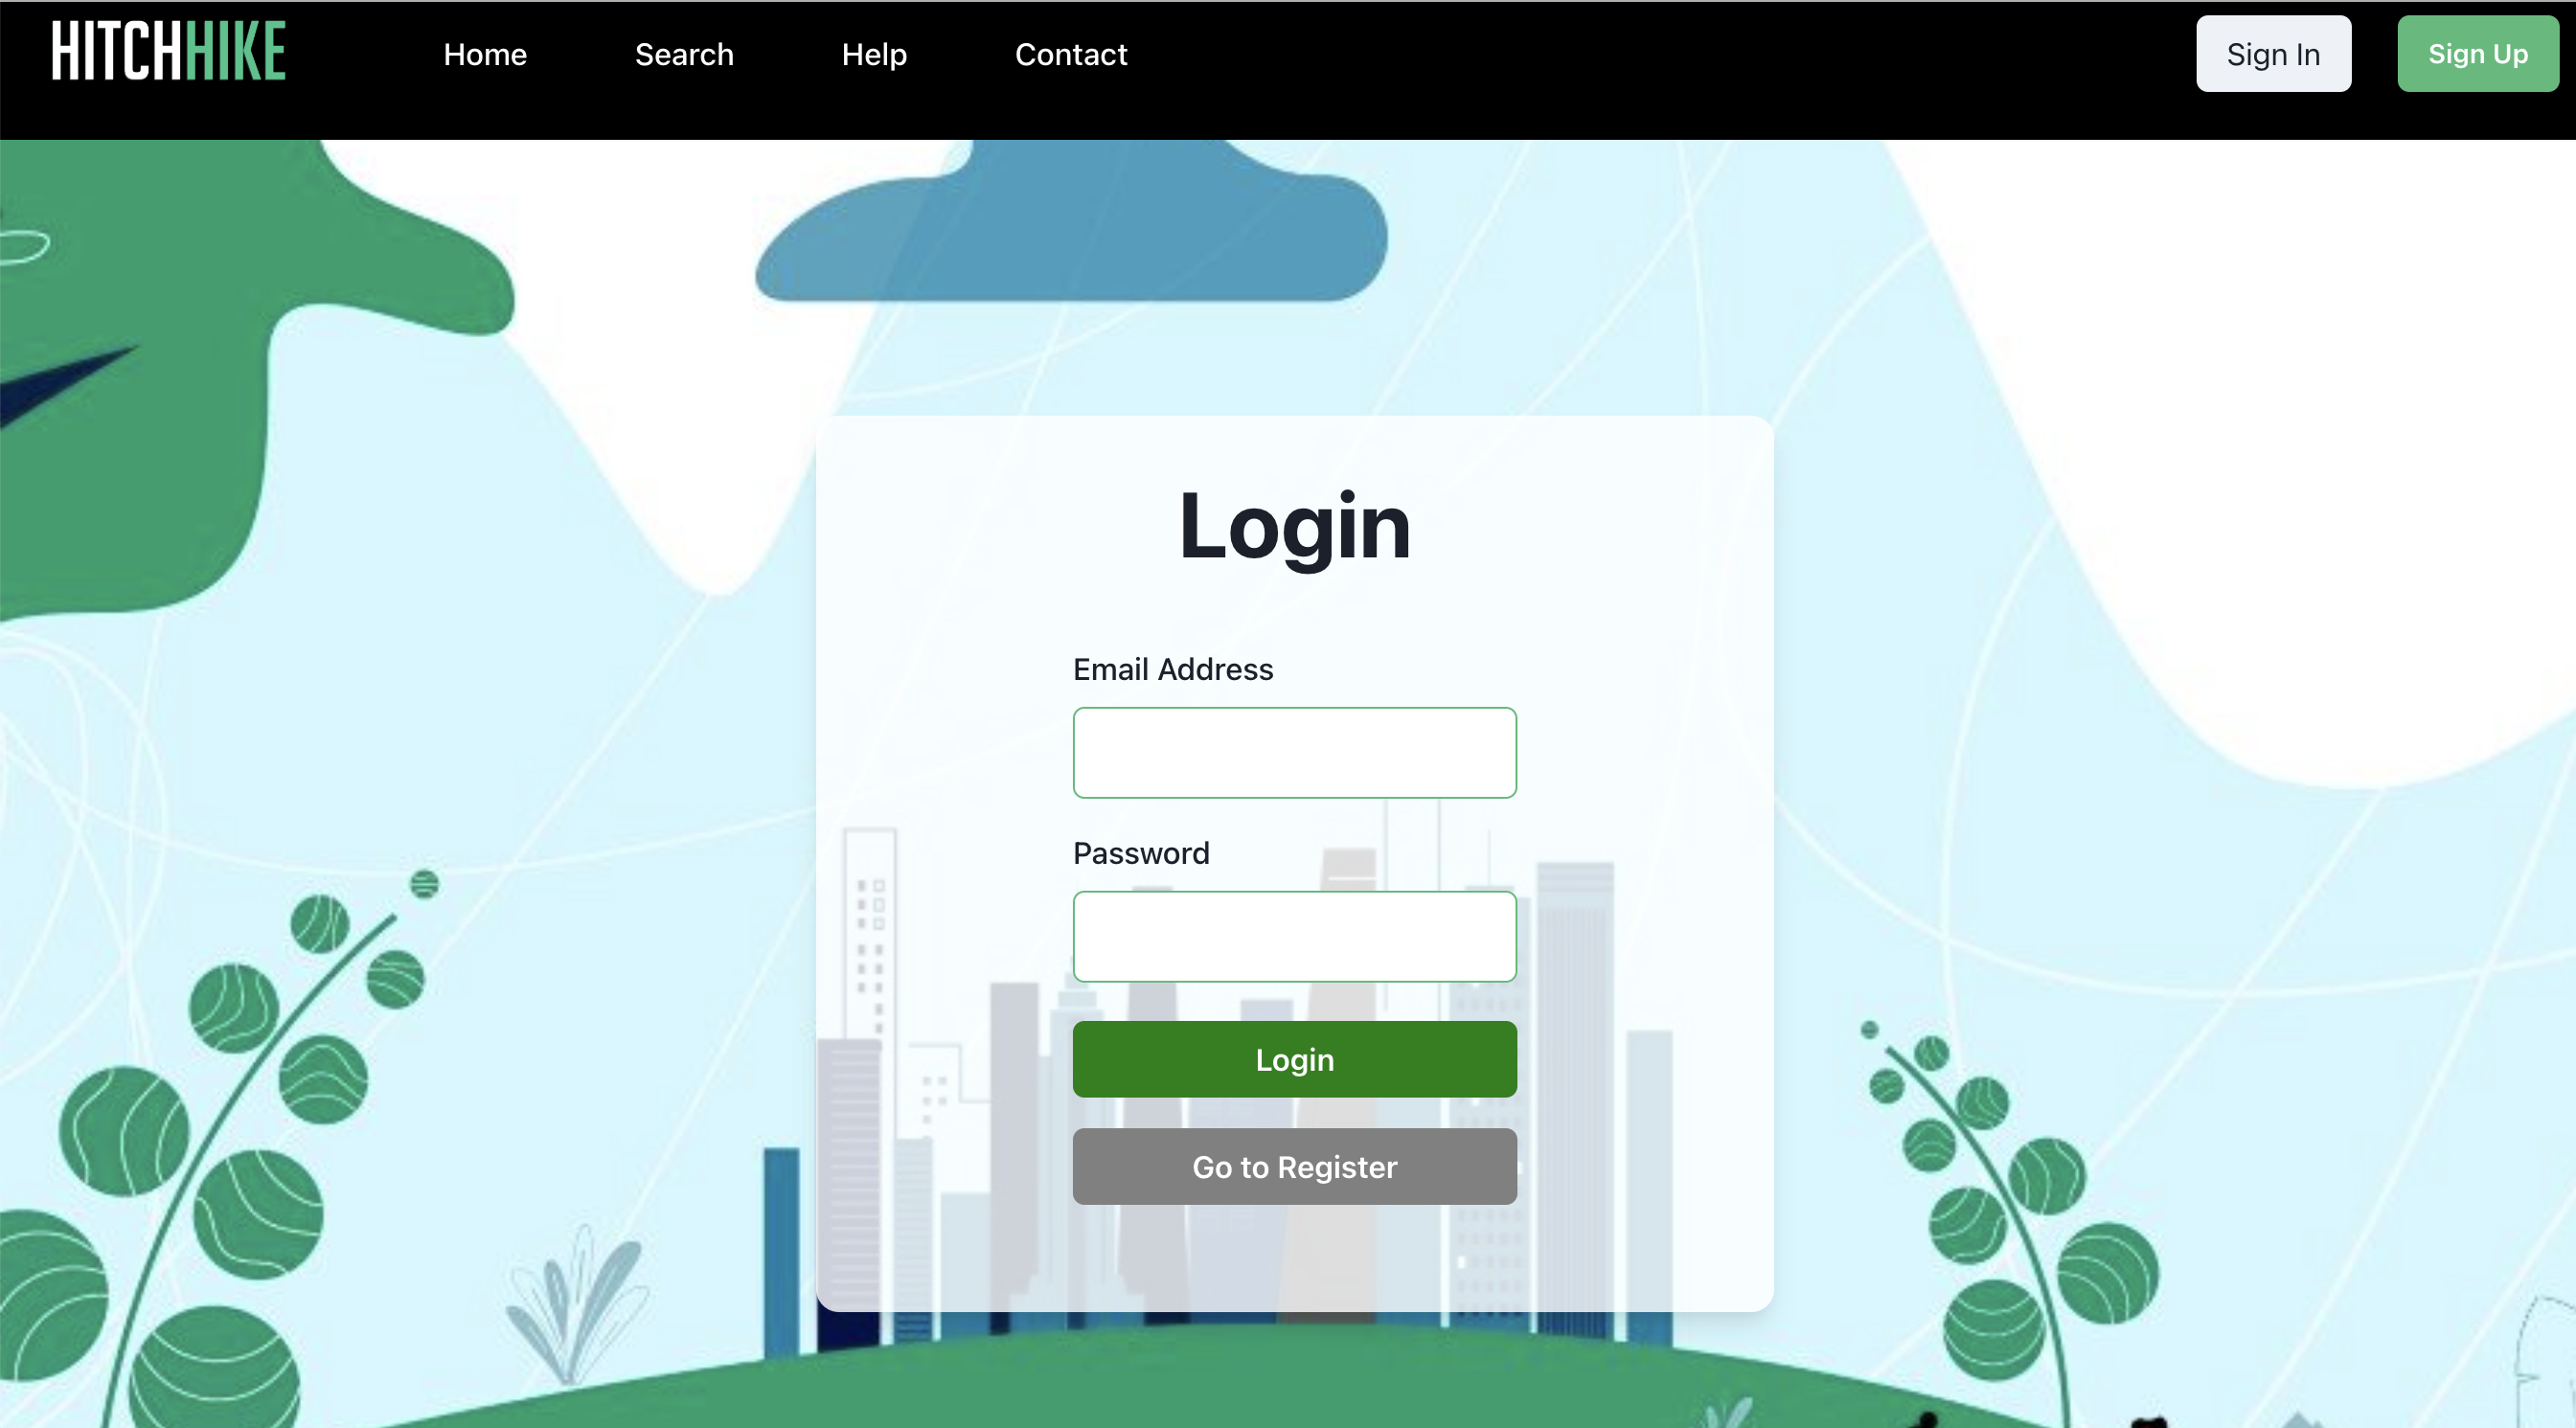 HITCHHIKE Home Search Help Contact Sign In Sign Up
Login
Email Address
Password
Login
Go to Register